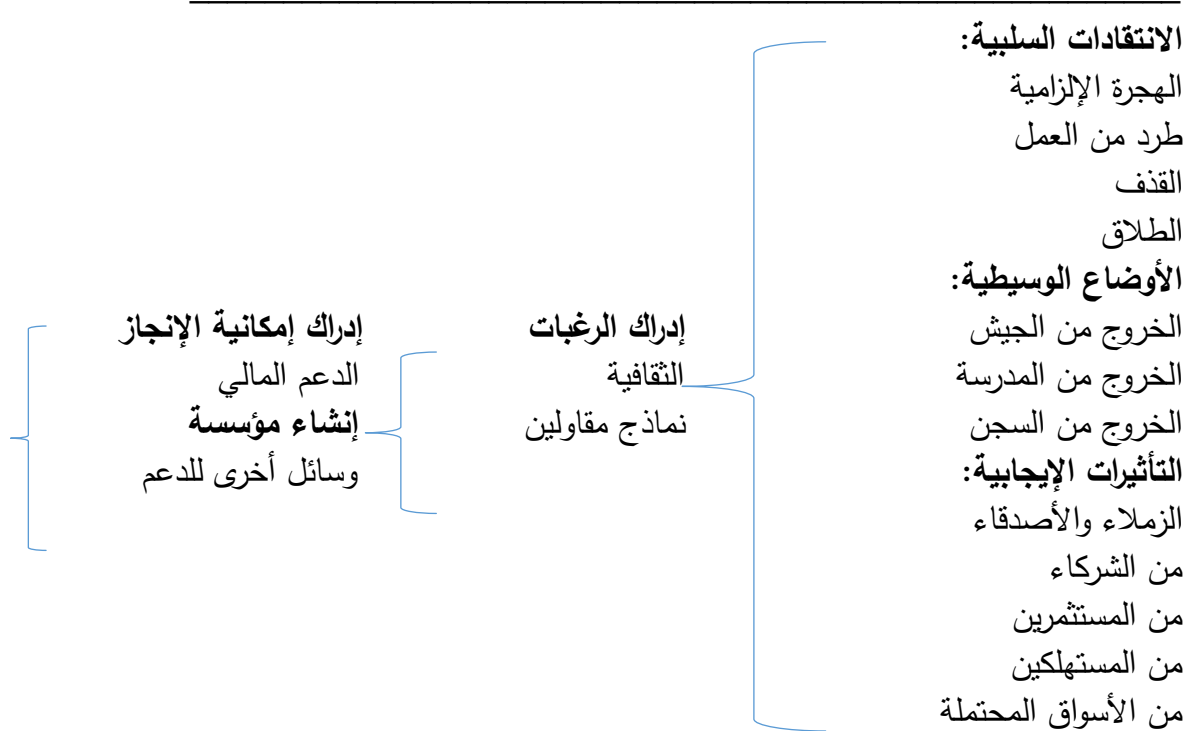 الانتقادات السلبية:
الهجرة الإلزامية
طرد من العمل
القذف
الطلاق
الأوضاع الوسيطية:
الخروج من الجيش
الخروج من المدرسة
الخروج من السجن
التأثيرات الإيجابية:
الزملاء والأصدقاء
من الشركاء
من المستثمرين
من المستهلكين
من الأسواق المحتملة
إدراك الرغبات
الثقافية
نماذج مقاولين
إدراك إمكانية الإنجاز
الدعم المالي
إنشاء مؤسسة
وسائل أخرى للدعم